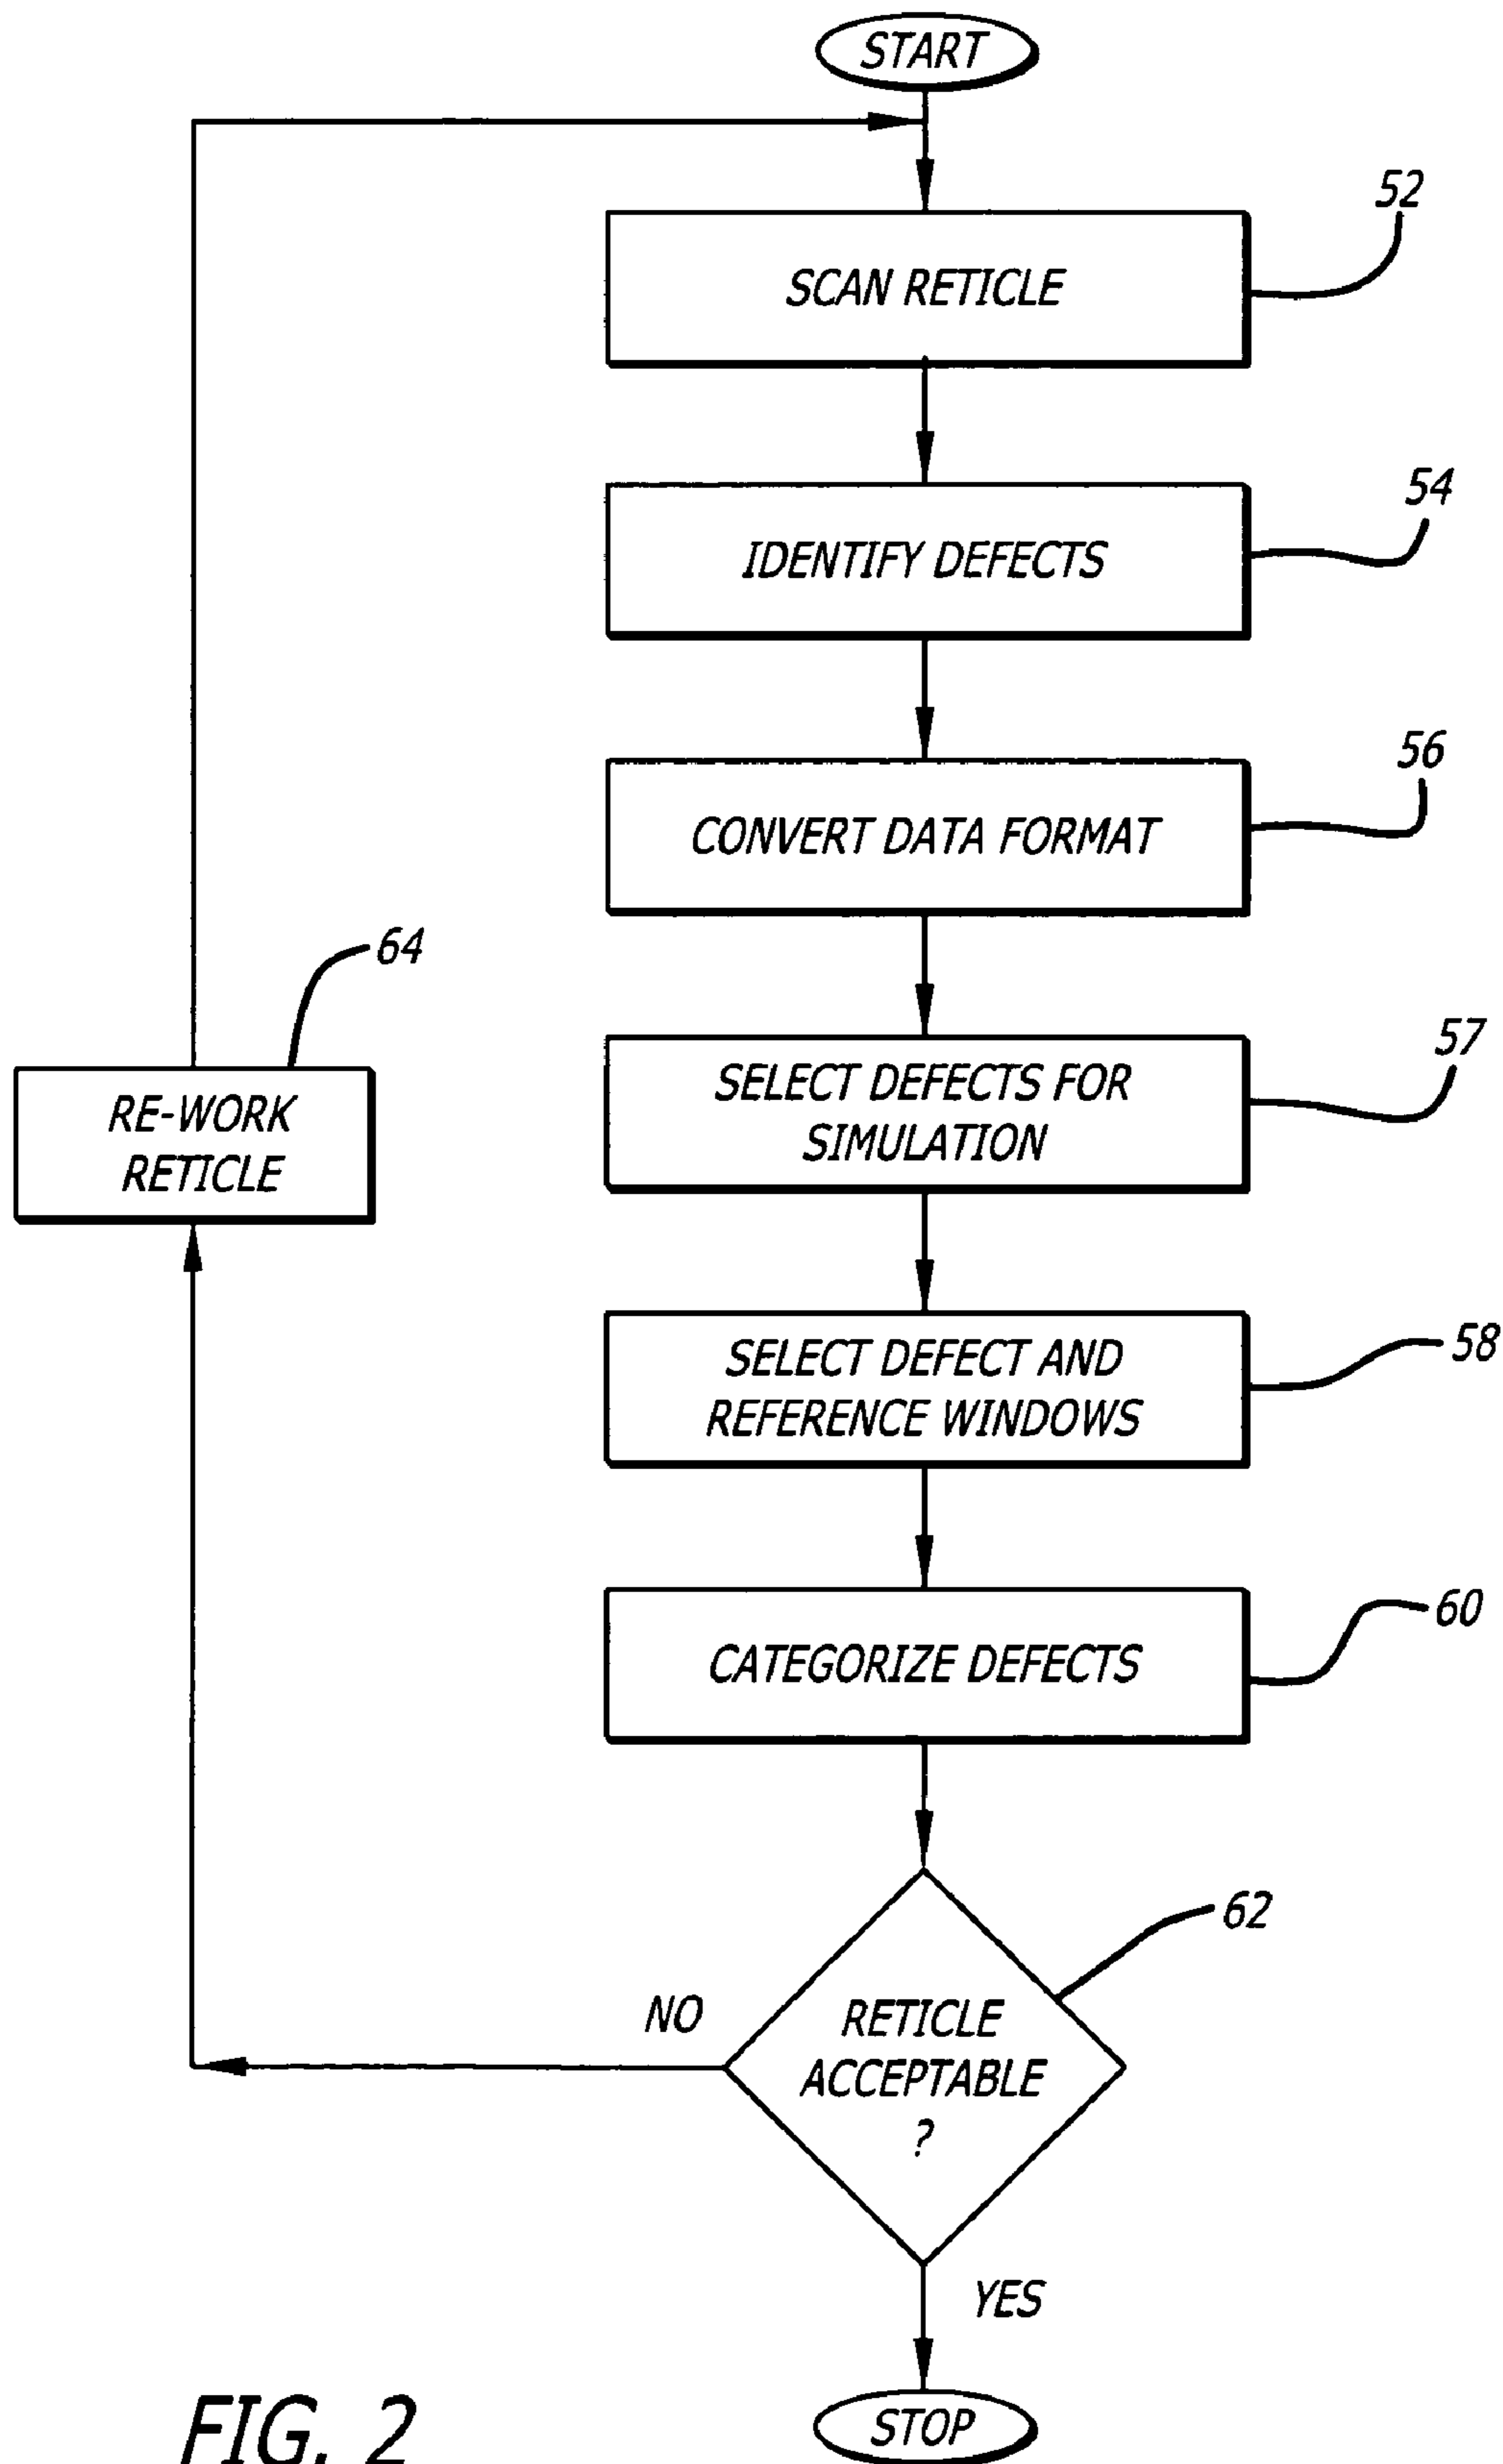 START
52
SCAN RETICLE
54
IDENTIFY DEFECTS
56
CONVERT DATA FORMAT
64
57
SELECT DEFECTS FOR
SIMULATION
RE-WORK
RETICLE
58
SELECT DEFECT AND
REFERENCE WINDOWS
60
CATEGORIZE DEFECTS
62
NO
RETICLE
ACCEPTABLE
?
YES
STOP
FIG. 2